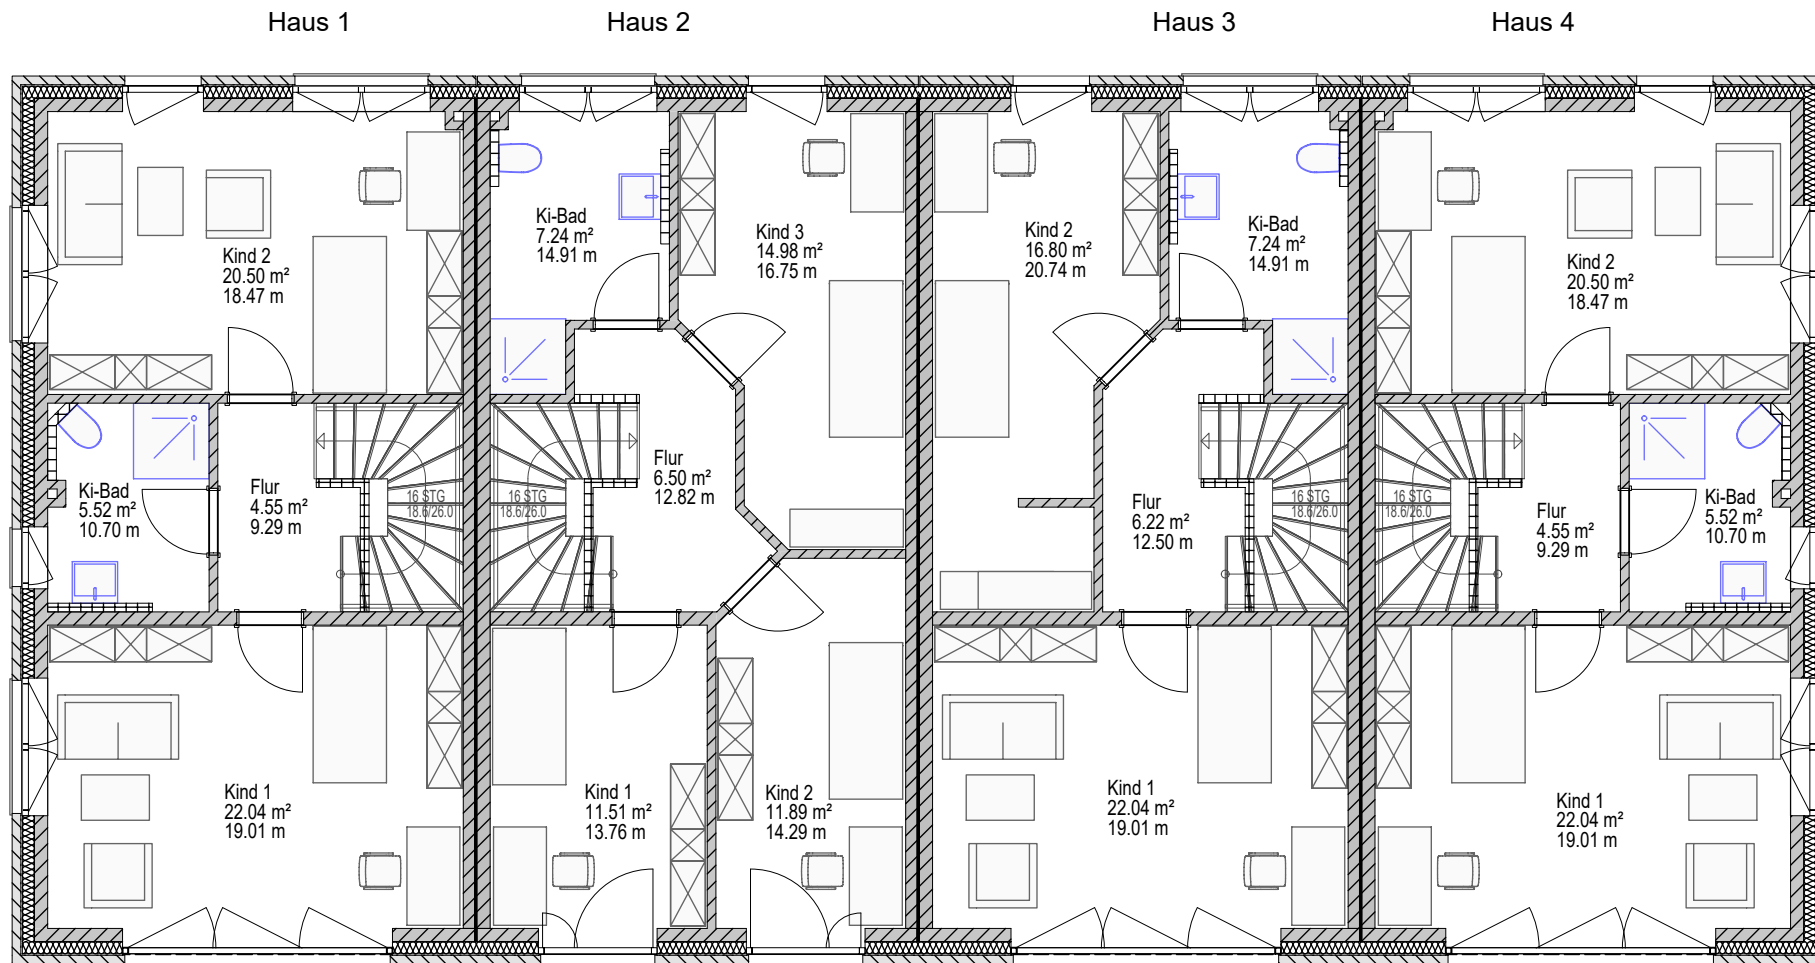 Haus 1
Haus 2
Haus 3
Haus 4
Kind 2
20.50 m²
18.47 m
Ki-Bad
7.24 m²
14.91 m
Kind 3
14.98 m²
16.75 m
Kind 2
16.80 m²
20.74 m
Ki-Bad
7.24 m²
14.91 m
Kind 2
20.50 m²
18.47 m
Ki-Bad
5.52 m²
10.70 m
Flur
4.55 m²
9.29 m
16 STG
18.6/26.0
16 STG
18.6/26.0
Flur
6.50 m²
12.82 m
Flur
6.22 m²
12.50 m
16 STG
18.6/26.0
16 STG
18.6/26.0
Flur
4.55 m²
9.29 m
Ki-Bad
5.52 m²
10.70 m
Kind 1
22.04 m²
19.01 m
Kind 1
11.51 m²
13.76 m
Kind 2
11.89 m²
14.29 m
Kind 1
22.04 m²
19.01 m
Kind 1
22.04 m²
19.01 m